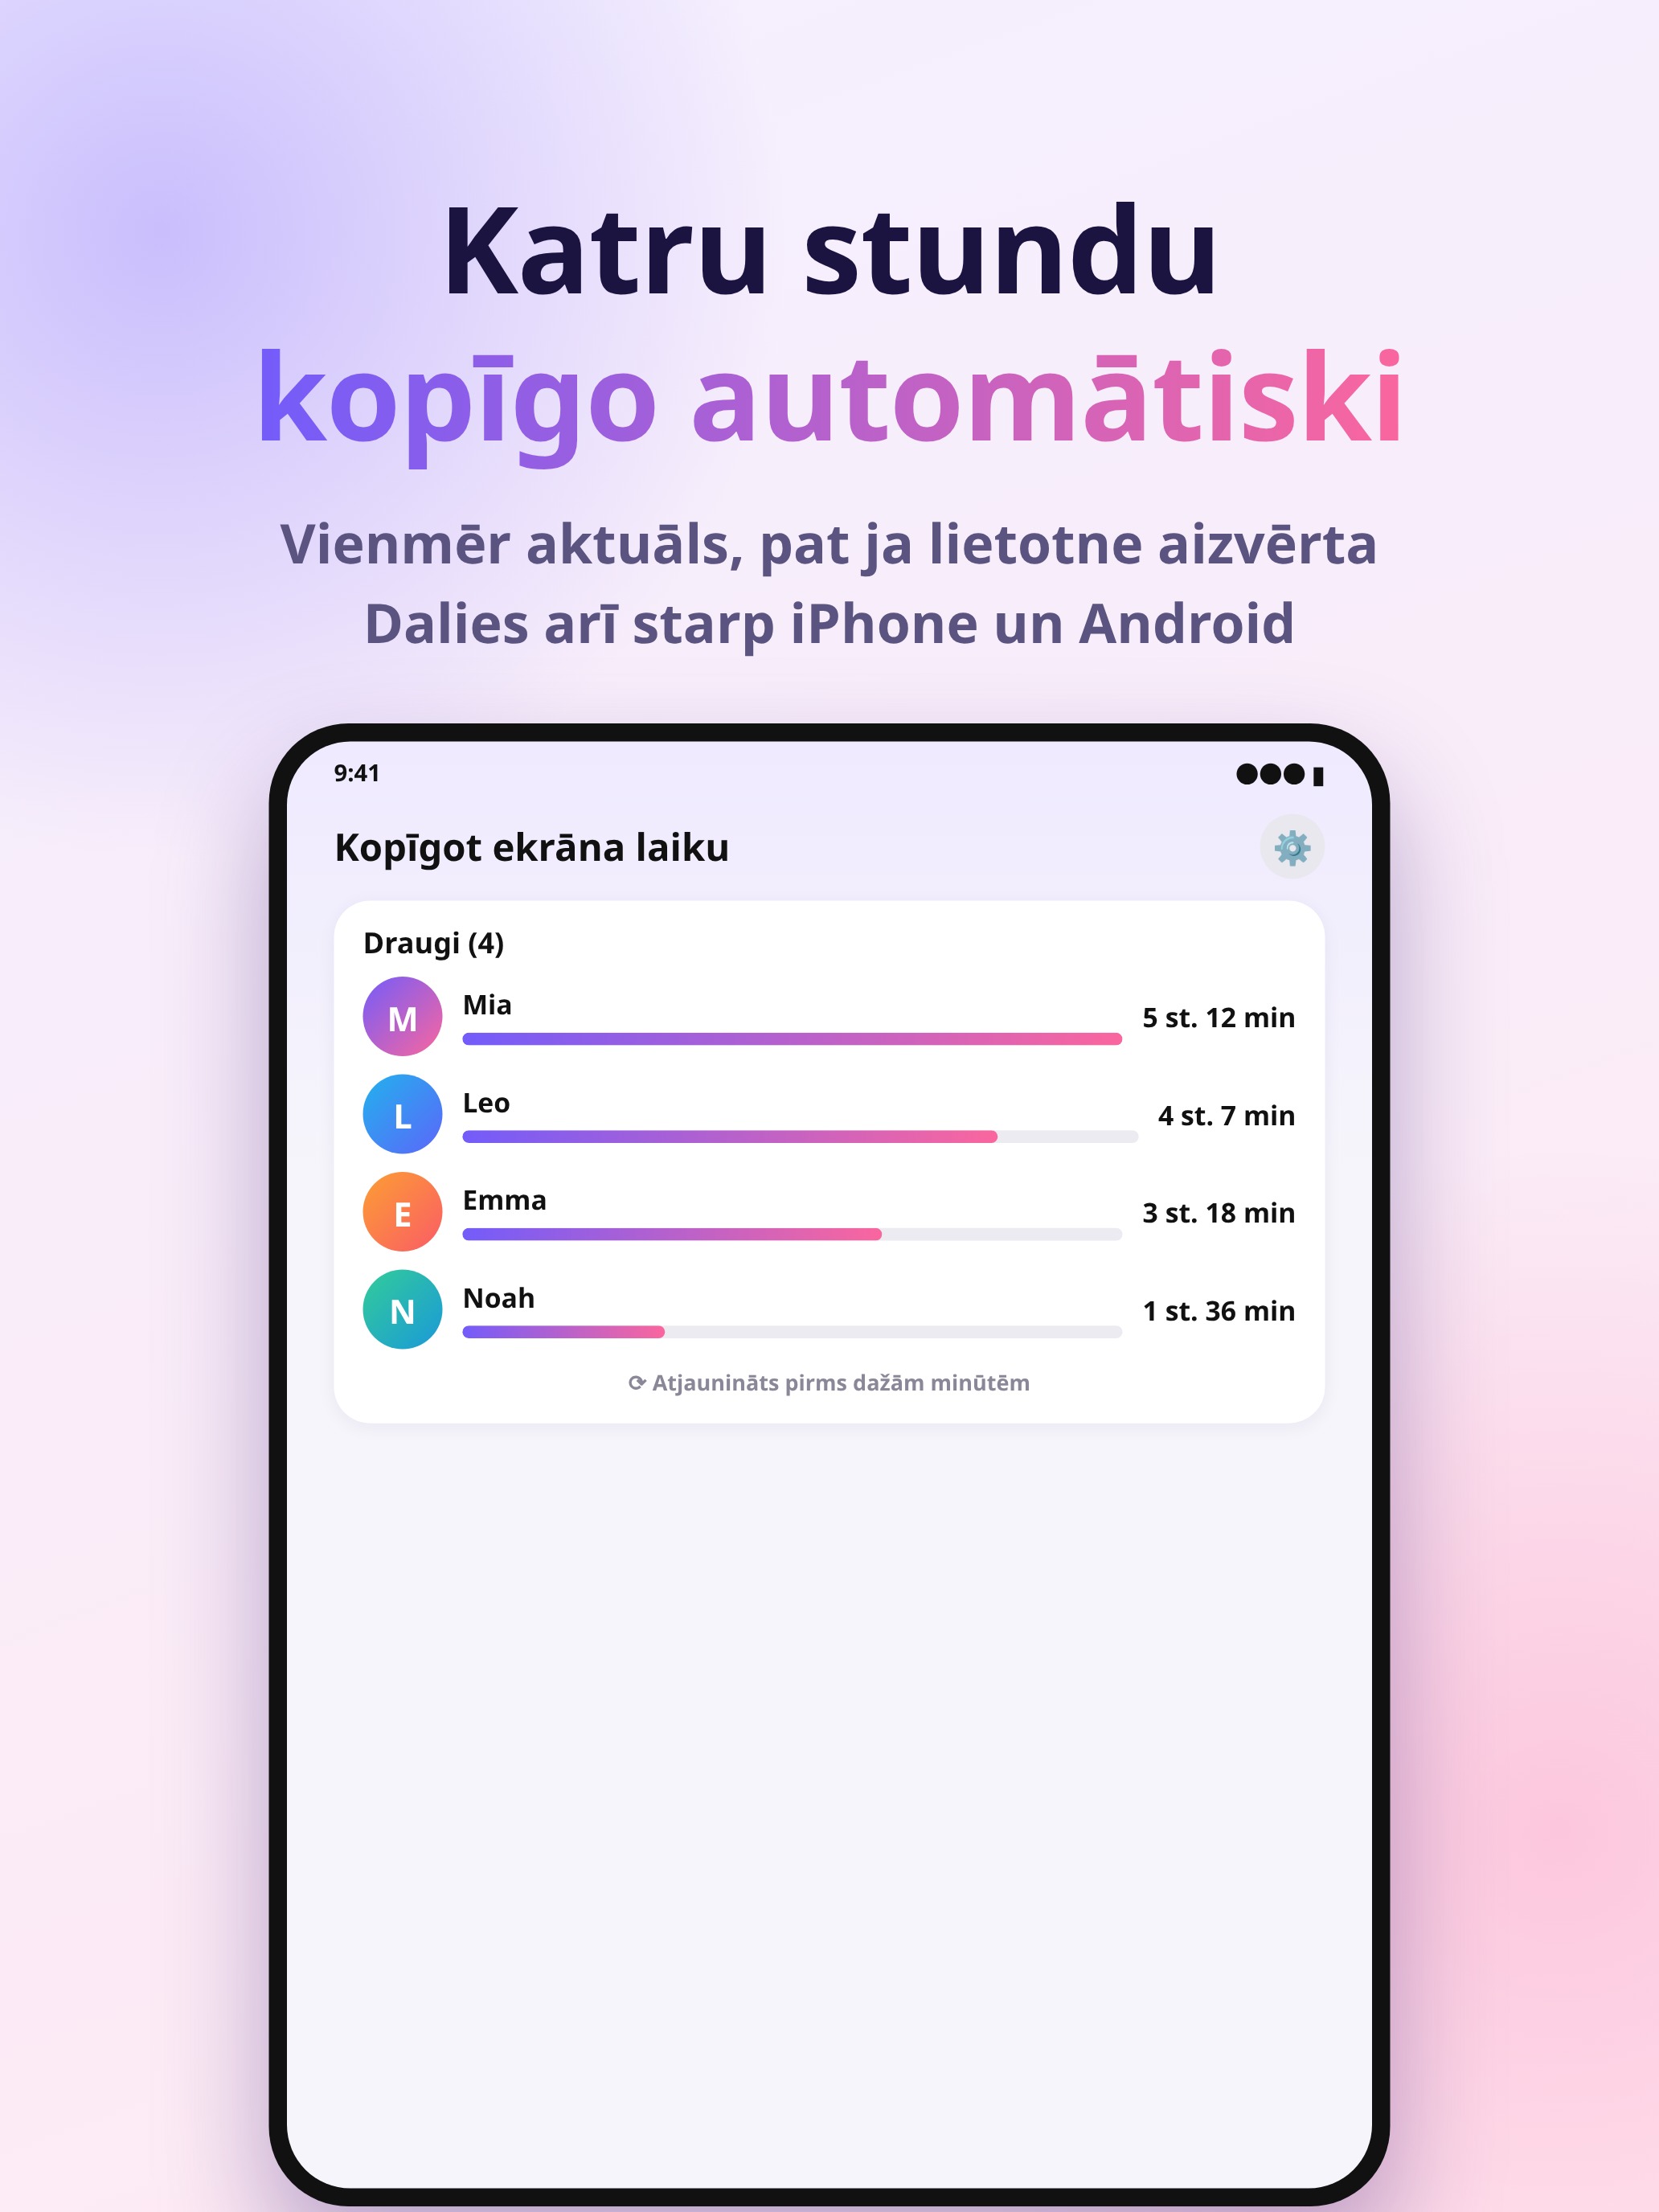 Katru stundu
kopīgo automātiski
Vienmēr aktuāls, pat ja lietotne aizvērta
Dalies arī starp iPhone un Android
9:41
Kopīgot ekrāna laiku
Draugi (4)
M
Mia
5 st. 12 min
L
Leo
4 st. 7 min
E
Emma
3 st. 18 min
N
Noah
1 st. 36 min
⟳ Atjaunināts pirms dažām minūtēm